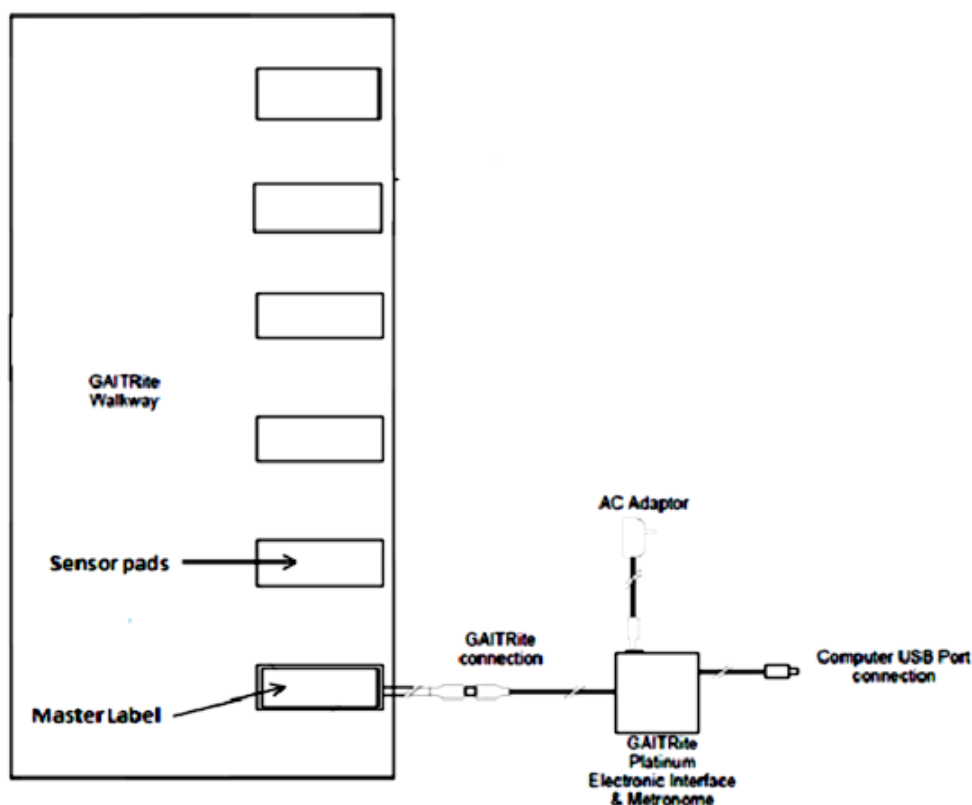 GAITRite
Walkway
AC Adaptor
Sensor pads
GAITRite
connection
Computer USB Port
connection
Master Label
GAITRite
Platinum
Electronic Interface
& Metronome